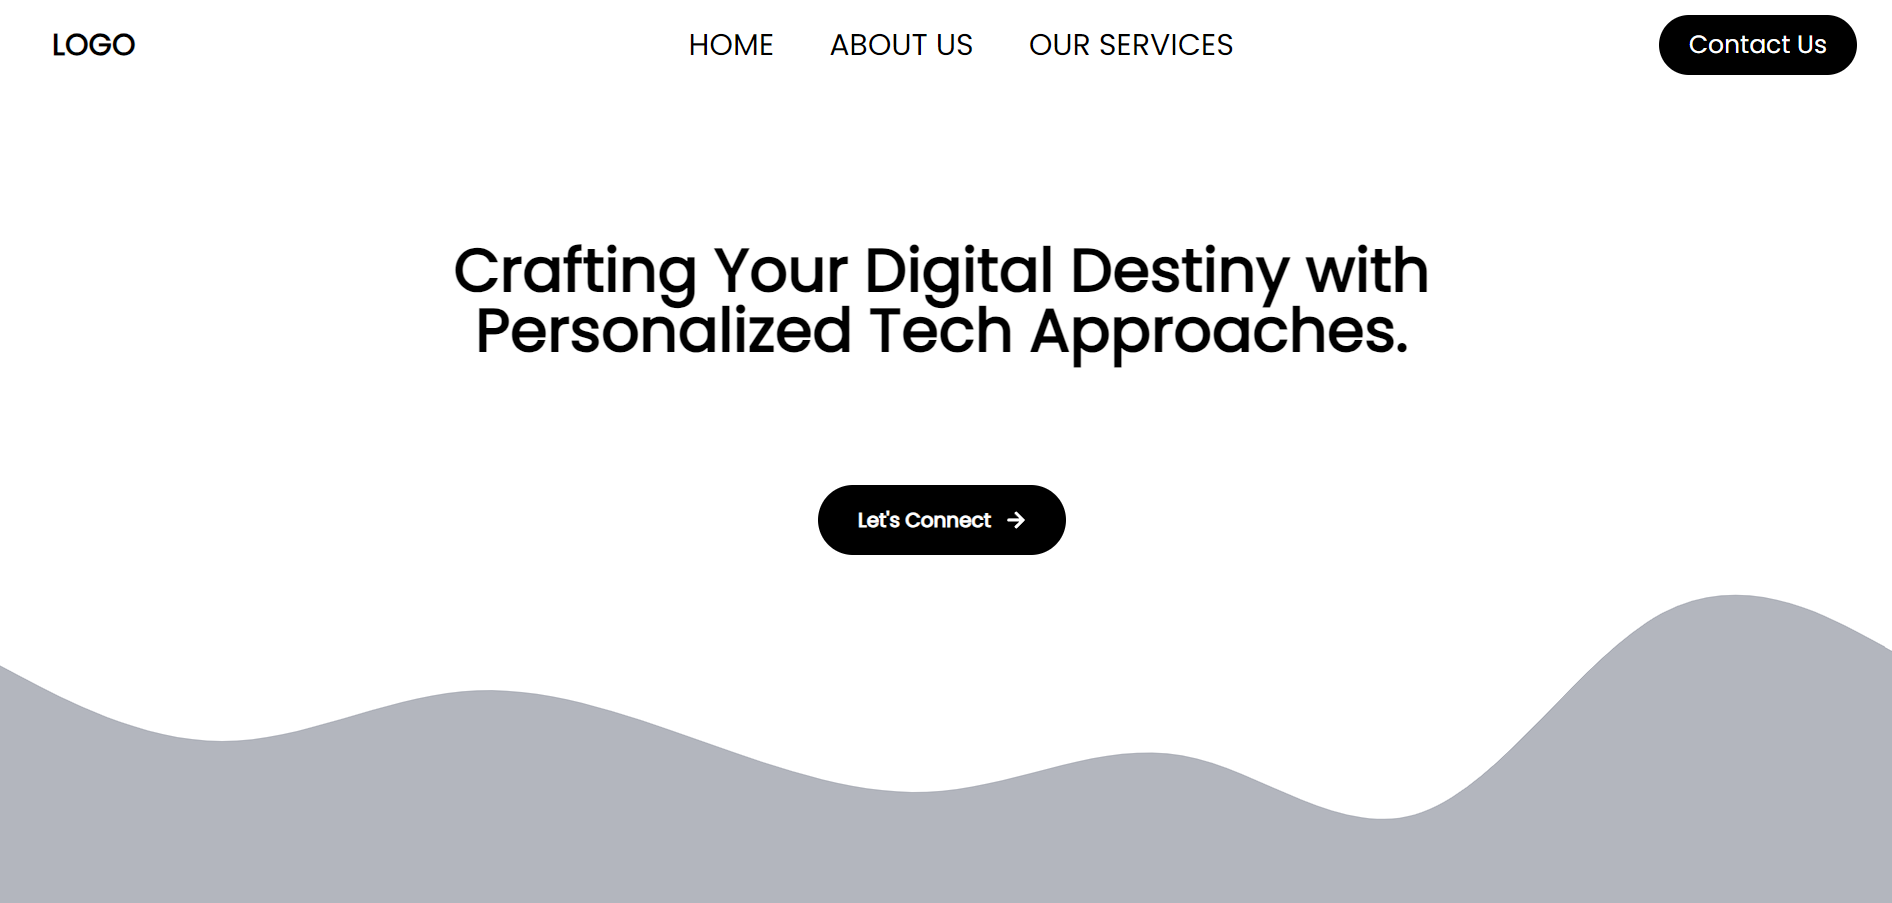 LOGO
HOME
ABOUT US
OUR SERVICES
Contact Us
Crafting Your Digital Destiny with
Personalized Tech Approaches.
Let's Connect